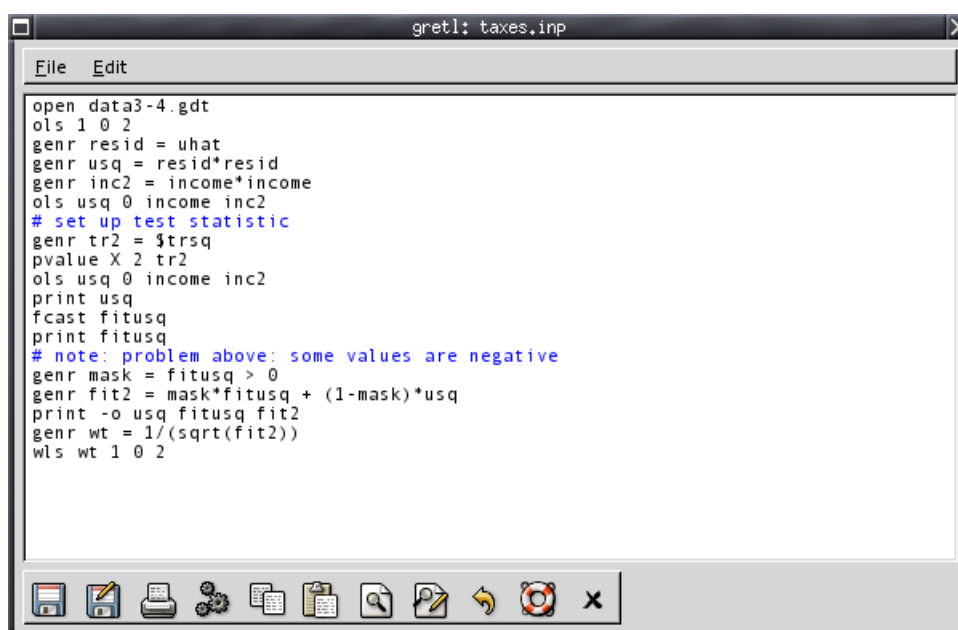 gretl: taxes.inp
File Edit
open data3-4.gdt
ols 1 0 2
genr resid = uhat
genr usq = resid*resid
genr inc2 = income*income
ols usq 0 income inc2
# set up test statistic
genr tr2 = $trsq
pvalue X 2 tr2
ols usq 0 income inc2
print usq
fcast fitusq
print fitusq
# note: problem above: some values are negative
genr mask = fitusq > 0
genr fit2 = mask*fitusq + (1-mask)*usq
print -o usq fitusq fit2
genr wt = 1/(sqrt(fit2))
wls wt 1 0 2